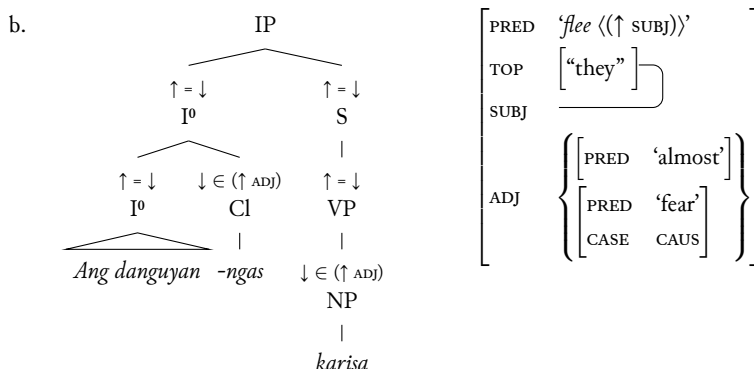 b.
IP
↑ = ↓ ↑ = ↓
I⁰ S
↑ = ↓ ↓ ∈ (↑ ADJ) ↑ = ↓
I⁰ Cl VP
Ang danguyan -ngas ↓ ∈ (↑ ADJ)
NP
karisa
PRED ‘flee ⟨(↑ SUBJ)⟩’
TOP [“they”]
SUBJ
ADJ { [PRED ‘almost’]
[PRED ‘fear’
CASE CAUS] }